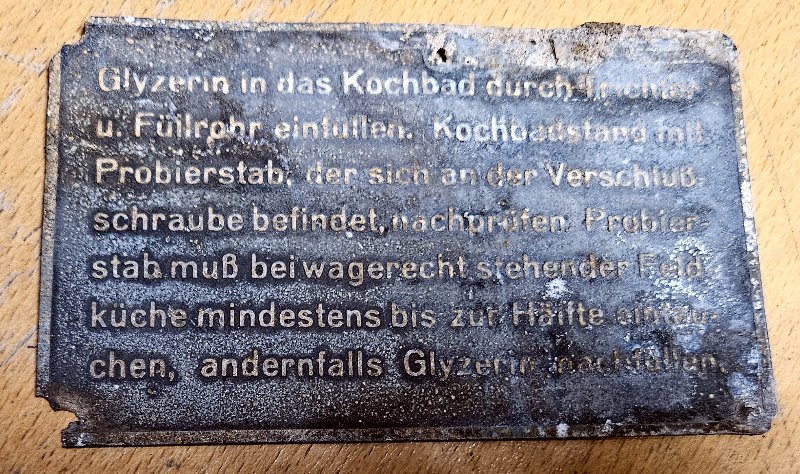 Glyzerin in das Kochbad durch Trichter
u. Füllrohr einfüllen. Kochbadstand mit
Probierstab, der sich an der Verschluß-
schraube befindet, nachprüfen. Probier-
stab muß bei wagerecht stehender Feld
küche mindestens bis zur Hälfte eintau-
chen, andernfalls Glyzerin nachfüllen.